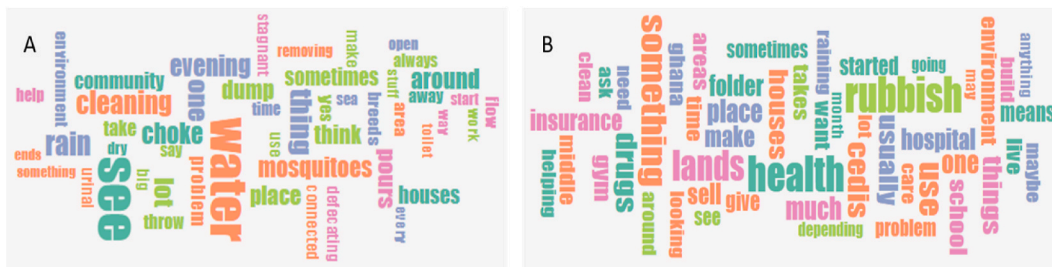 A
environment
help
rain
ends
something
urinal
dry
see
community
cleaning
take
choke
say
big
lot
throw
problem
evening
one
water
dump
time
stagnant
removing
sea
use
thing
mosquitoes
place
connected
defecating
make
sometimes
yes
think
breeds
stuff
open
always
around
away
start
area
way
toilet
work
flow
pours
houses
every
B
clean
ask
need
insurance
middle
helping
gyn
drugs
something
ghana
around
looking
areas
time
lands
sell
see
give
sometimes
folder
place
make
health
houses
takes
raining
want
month
much
depending
cedis
lot
started
going
rubbish
usually
hospital
care
problem
use
one
school
environment
may
things
build
means
live
anything
maybe